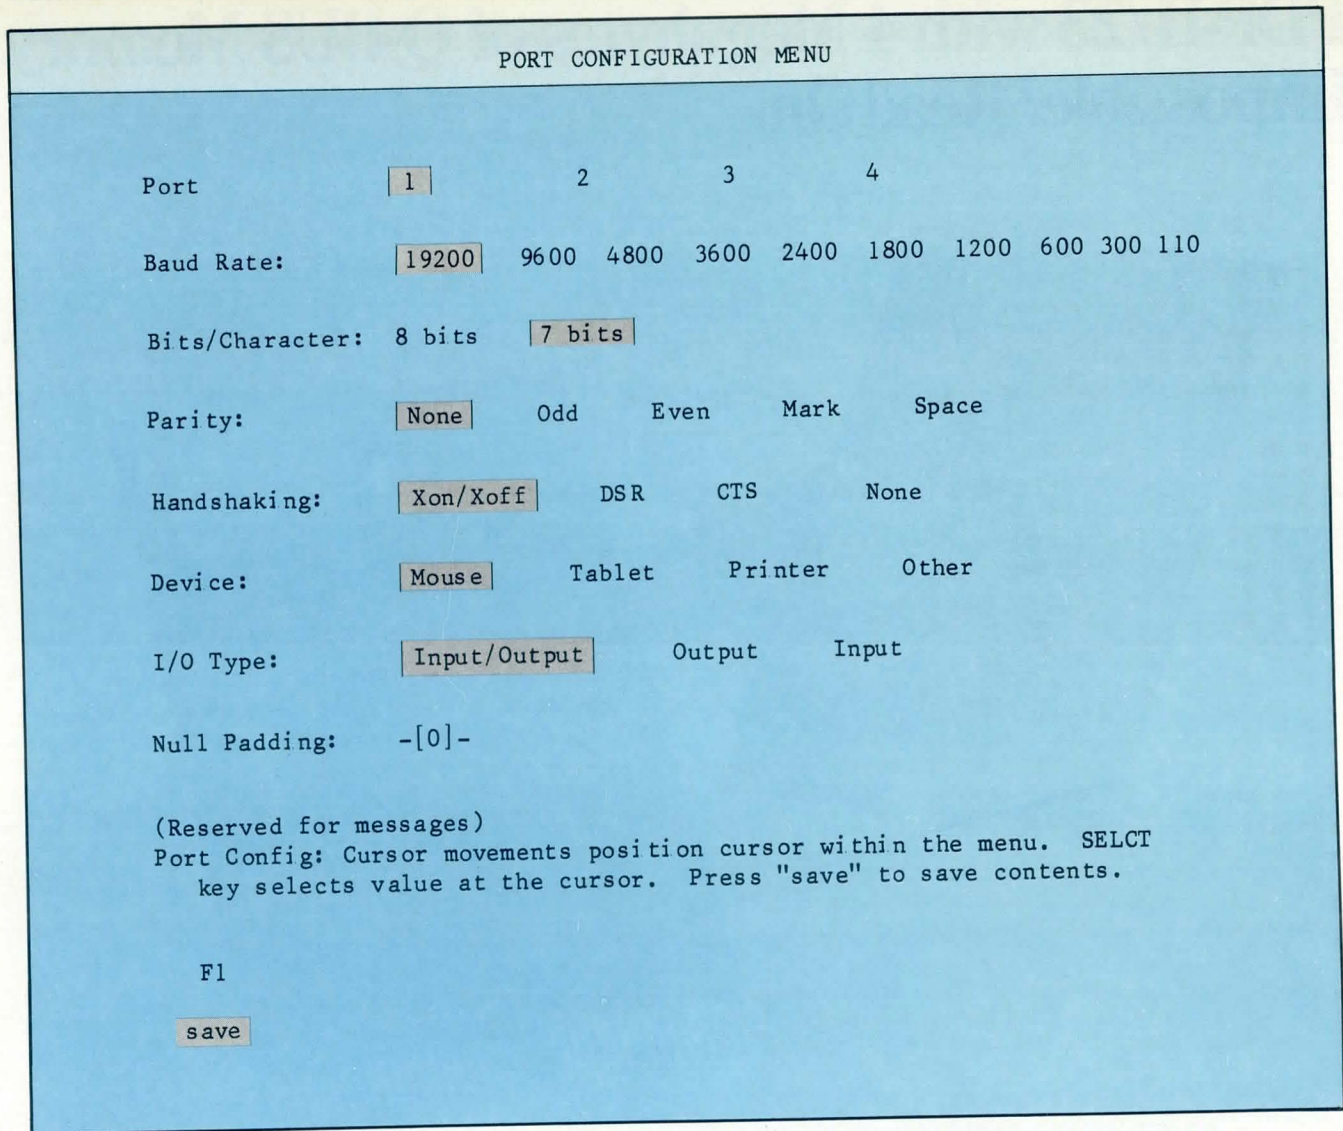 PORT CONFIGURATION MENU
Port 1 2 3 4
Baud Rate: 19200 9600 4800 3600 2400 1800 1200 600 300 110
Bits/Character: 8 bits 7 bits
Parity: None Odd Even Mark Space
Handshaking: Xon/Xoff DSR CTS None
Device: Mouse Tablet Printer Other
I/O Type: Input/Output Output Input
Null Padding: -[0]-
(Reserved for messages)
Port Config: Cursor movements position cursor within the menu. SELCT
key selects value at the cursor. Press "save" to save contents.
F1
save